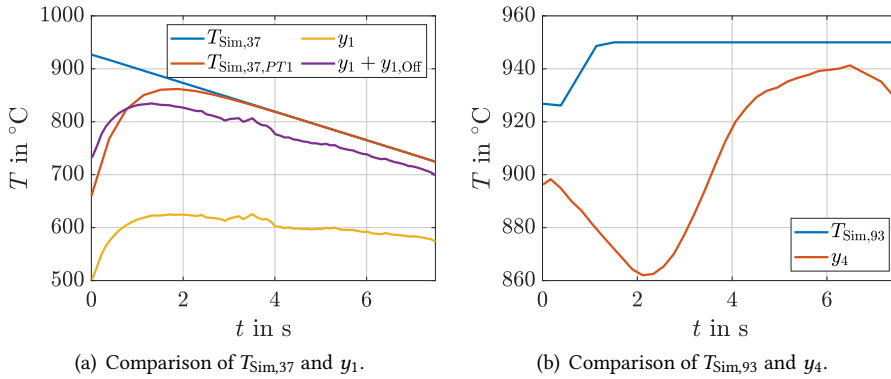 1000
900
800
700
600
500
T in °C
T_Sim,37
T_Sim,37,PT1
y_1
y_1 + y_1,Off
0
2
4
6
t in s
(a) Comparison of T_Sim,37 and y_1.
960
940
920
900
880
860
T in °C
T_Sim,93
y_4
0
2
4
6
t in s
(b) Comparison of T_Sim,93 and y_4.